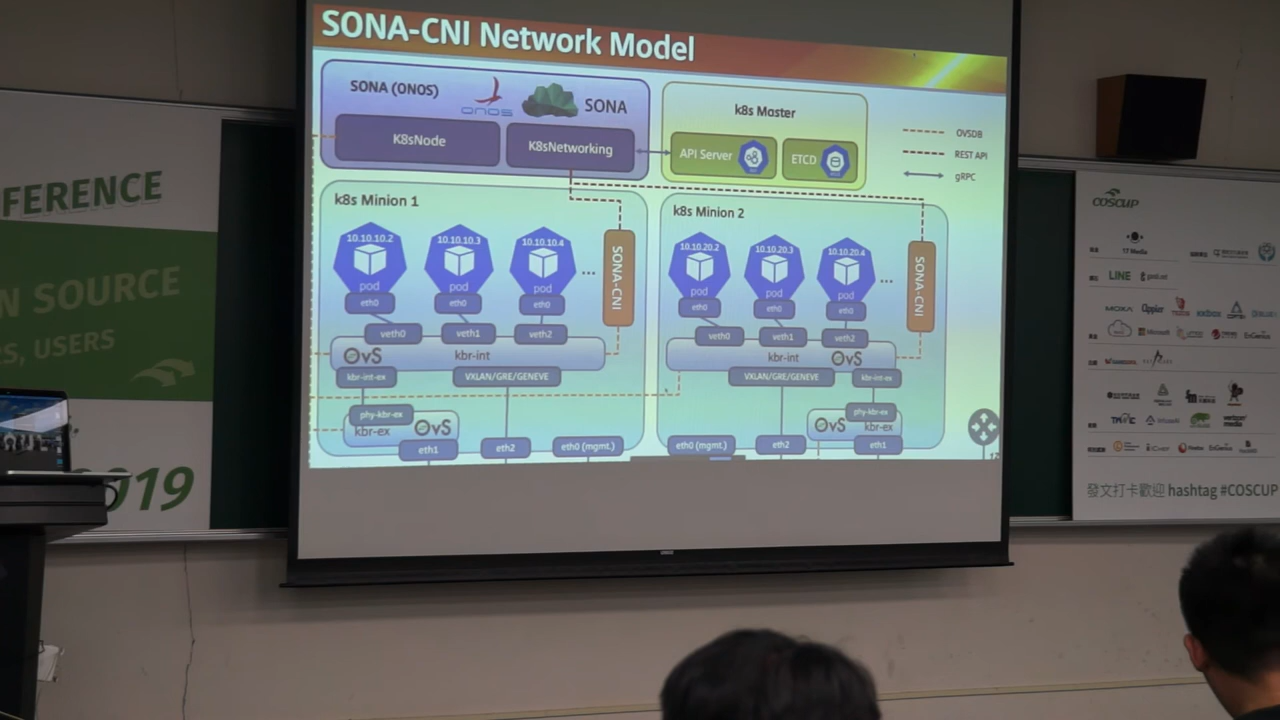 SONA-CNI Network Model
SONA (ONOS)
ONOS
SONA
K8sNode
K8sNetworking
k8s Master
API Server
ETCD
OVSDB
REST API
gRPC
k8s Minion 1
10.10.10.2
10.10.10.3
10.10.10.4
pod
pod
pod
...
eth0
eth0
eth0
veth0
veth1
veth2
SONA-CNI
OvS
kbr-int
kbr-int-ex
VXLAN/GRE/GENEVE
phy-kbr-ex
kbr-ex
OvS
eth1
eth2
eth0 (mgmt.)
k8s Minion 2
10.10.20.2
10.10.20.3
10.10.20.4
pod
pod
pod
...
eth0
eth0
eth0
veth0
veth1
veth2
SONA-CNI
kbr-int
OvS
VXLAN/GRE/GENEVE
kbr-int-ex
phy-kbr-ex
OvS
kbr-ex
eth0 (mgmt.)
eth2
eth1
FERENCE
N SOURCE
S, USERS
019
COSCUP
LINE
MOXA
Appier
Microsoft
發文打卡歡迎 hashtag #COSCUP